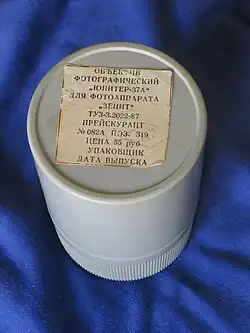 ОБЪЕКТИВ
ФОТОГРАФИЧЕСКИЙ
„ЮПИТЕР-37А"
ДЛЯ ФОТОАППАРАТА
„ЗЕНИТ"
ТУ3-3.2022-87
ПРЕЙСКУРАНТ
№ 082А ПОЗ. 319
ЦЕНА 55 руб
УПАКОВЩИК
ДАТА ВЫПУСКА